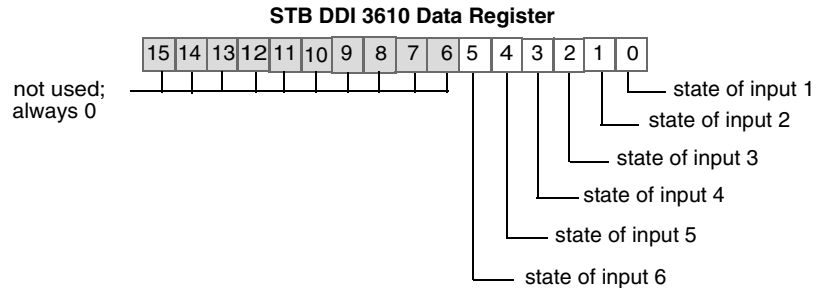 STB DDI 3610 Data Register
15 14 13 12 11 10 9 8 7 6 5 4 3 2 1 0
not used;
always 0
state of input 1
state of input 2
state of input 3
state of input 4
state of input 5
state of input 6